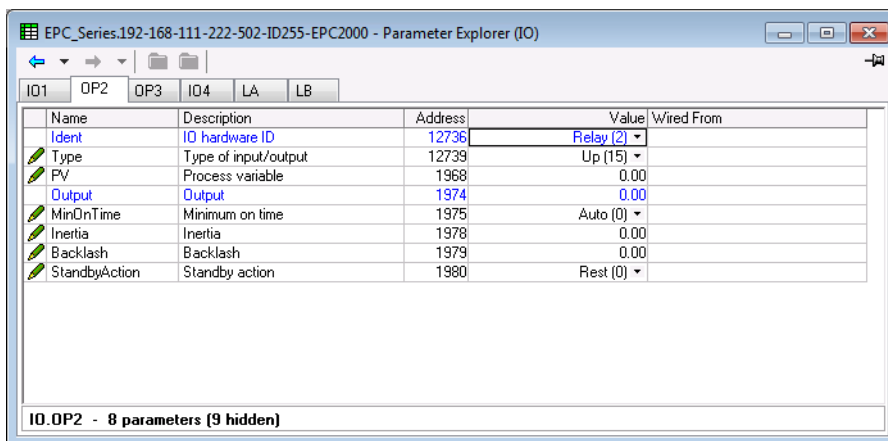 EPC_Series.192-168-111-222-502-ID255-EPC2000 - Parameter Explorer (IO)
IO1 OP2 OP3 IO4 LA LB
Name Description Address Value Wired From
Ident IO hardware ID 12736 Relay (2)
Type Type of input/output 12739 Up (15)
PV Process variable 1968 0.00
Output Output 1974 0.00
MinOnTime Minimum on time 1975 Auto (0)
Inertia Inertia 1978 0.00
Backlash Backlash 1979 0.00
StandbyAction Standby action 1980 Rest (0)
IO.OP2 - 8 parameters (9 hidden)